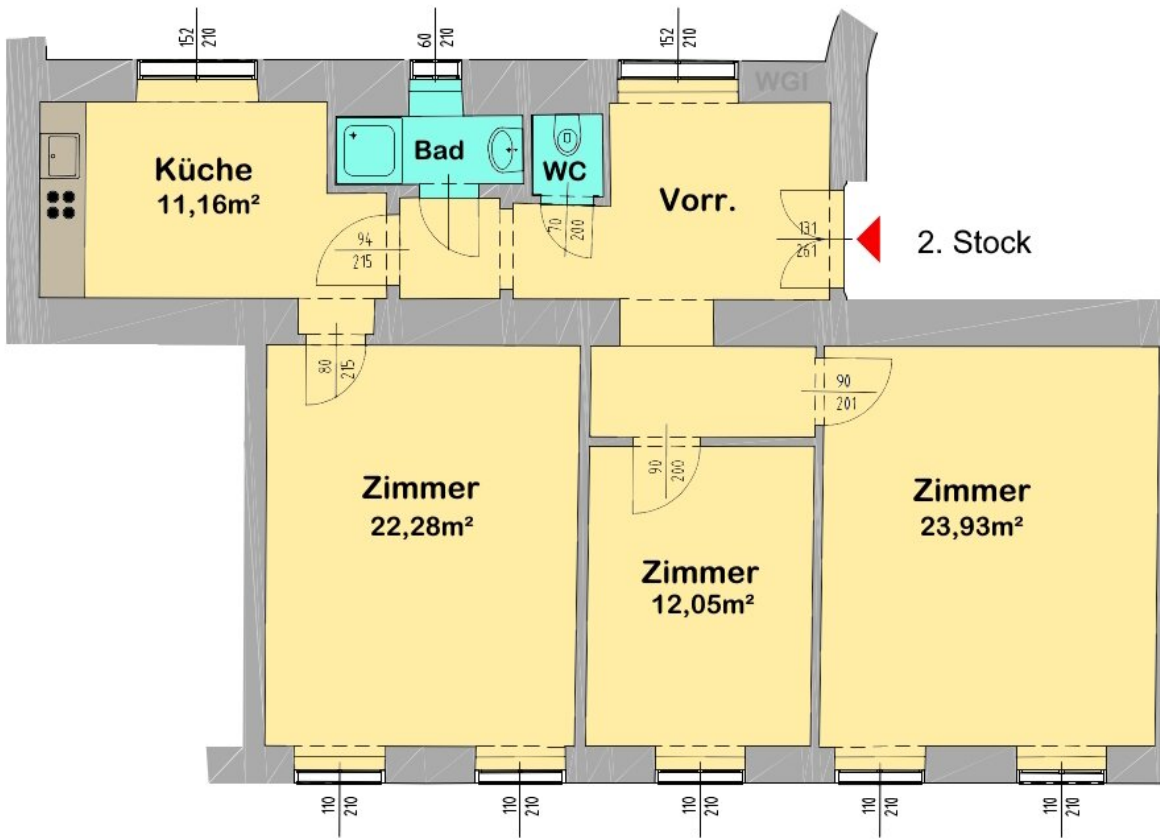 152
210
60
210
152
210
WGI
Küche
11,16m²
Bad
WC
Vorr.
94
215
70
200
131
261
2. Stock
80
215
90
201
90
200
Zimmer
22,28m²
Zimmer
12,05m²
Zimmer
23,93m²
110
210
110
210
110
210
110
210
110
210